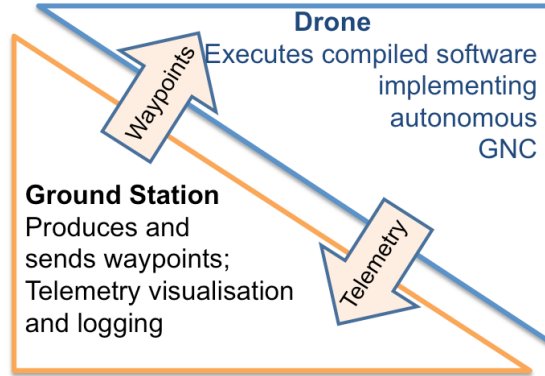 Drone
Executes compiled software
implementing
autonomous
GNC
Waypoints
Ground Station
Produces and
sends waypoints;
Telemetry visualisation
and logging
Telemetry